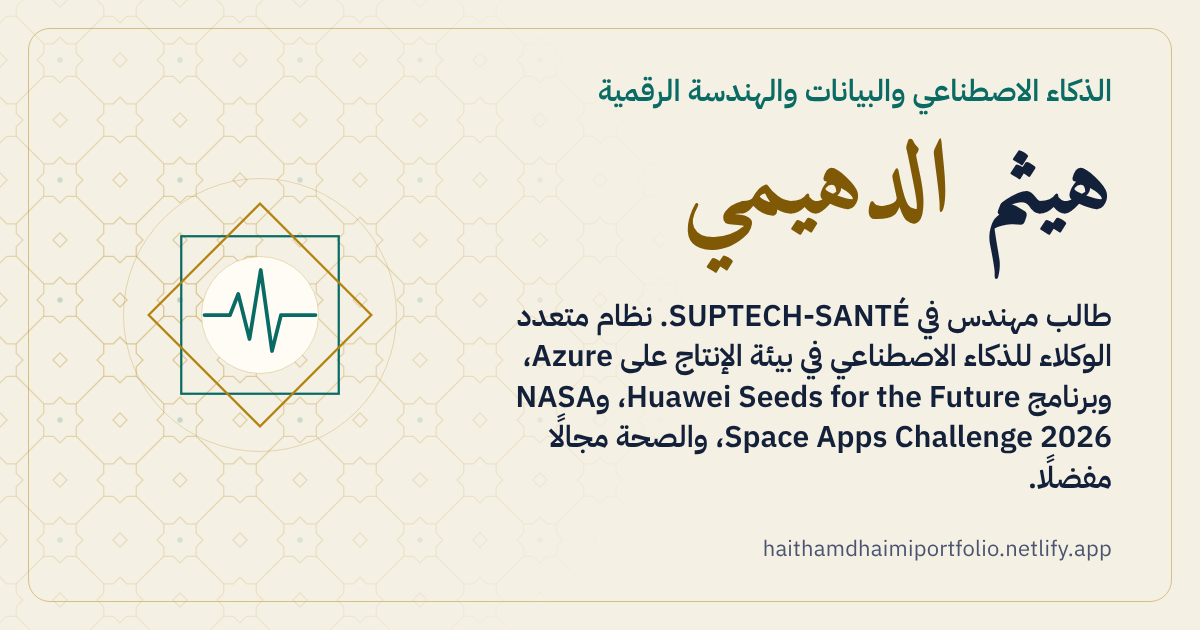 الذكاء الاصطناعي والبيانات والهندسة الرقمية
هيثم الدهيمي
طالب مهندس في SUPTECH-SANTÉ. نظام متعدد
الوكلاء للذكاء الاصطناعي في بيئة الإنتاج على Azure،
وبرنامج Huawei Seeds for the Future، وNASA
Space Apps Challenge 2026، والصحة مجالًا
مفضلًا.
haithamdhaimiportfolio.netlify.app